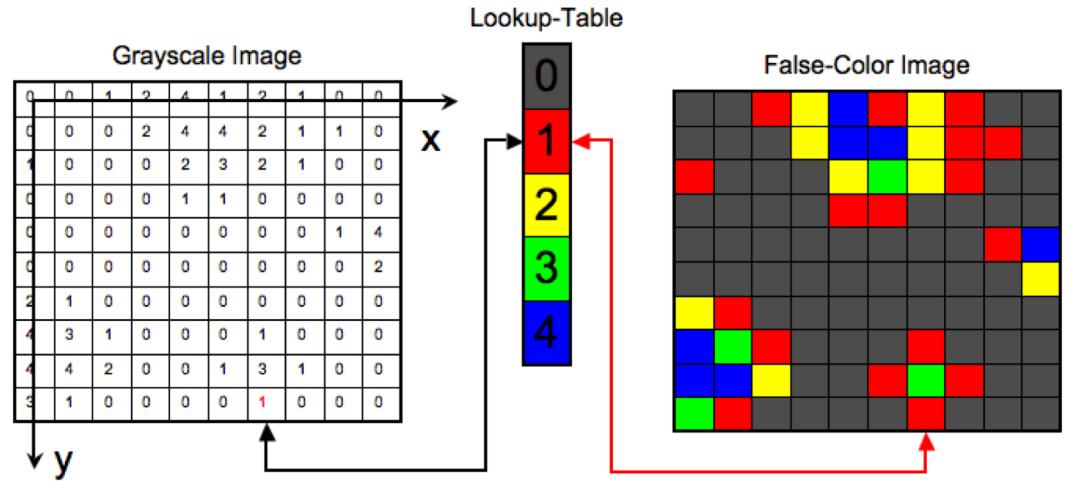 Lookup-Table
Grayscale Image
False-Color Image
0 0 1 2 4 1 2 1 0 0
0 0 0 2 4 4 2 1 1 0
1 0 0 0 2 3 2 1 0 0
0 0 0 0 1 1 0 0 0 0
0 0 0 0 0 0 0 0 1 4
0 0 0 0 0 0 0 0 0 2
2 1 0 0 0 0 0 0 0 0
4 3 1 0 0 0 1 0 0 0
4 4 2 0 0 1 3 1 0 0
3 1 0 0 0 0 1 0 0 0
x
y
0
1
2
3
4